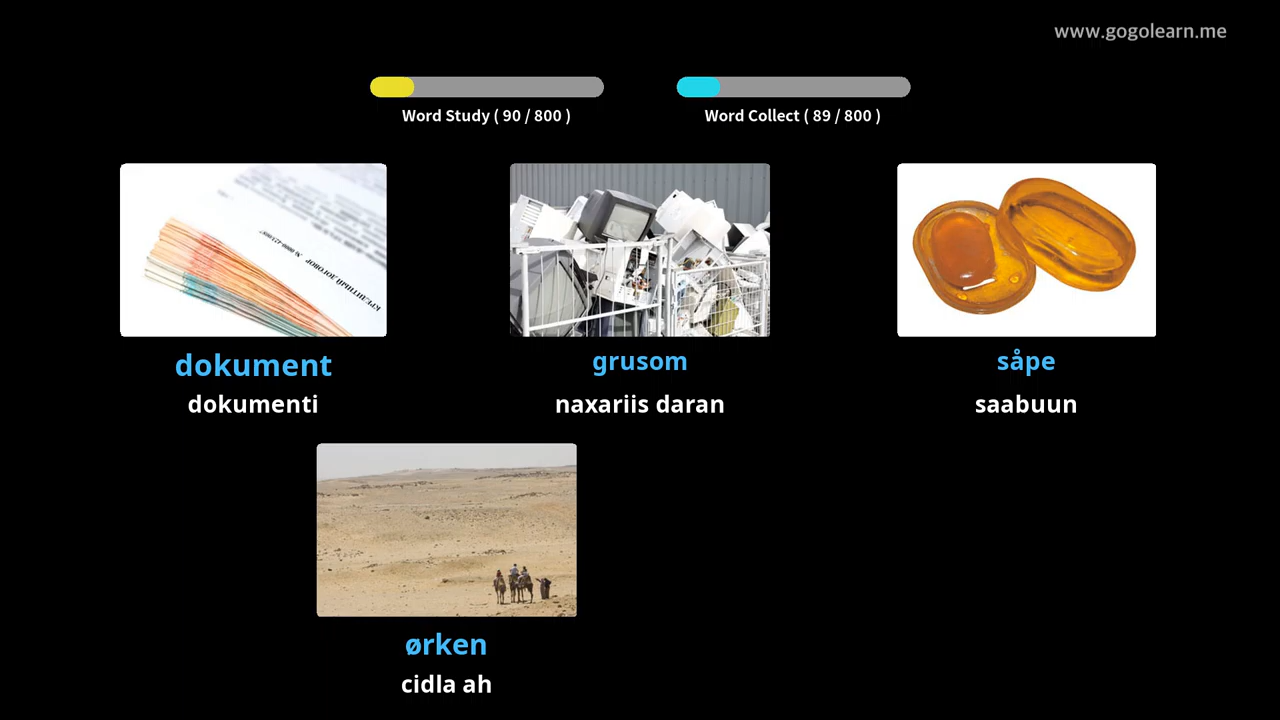 www.gogolearn.me
Word Study ( 90 / 800 )
Word Collect ( 89 / 800 )
dokument
dokumenti
grusom
naxariis daran
såpe
saabuun
ørken
cidla ah